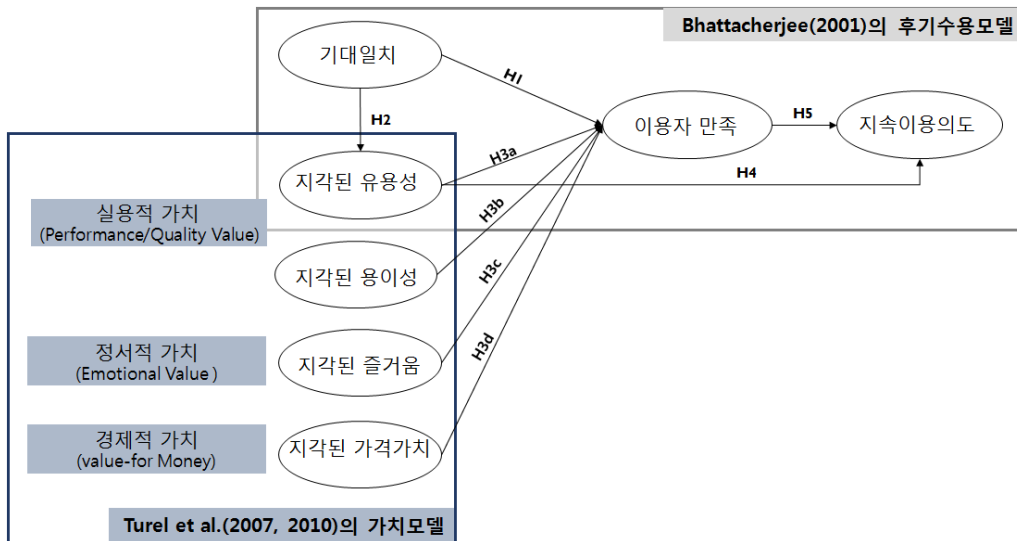 Bhattacherjee(2001)의 후기수용모델
기대일치
H1
H2
이용자 만족
H5
지속이용의도
H3a
지각된 유용성
H4
실용적 가치
(Performance/Quality Value)
H3b
지각된 용이성
H3c
정서적 가치
(Emotional Value )
지각된 즐거움
H3d
경제적 가치
(value-for Money)
지각된 가격가치
Turel et al.(2007, 2010)의 가치모델